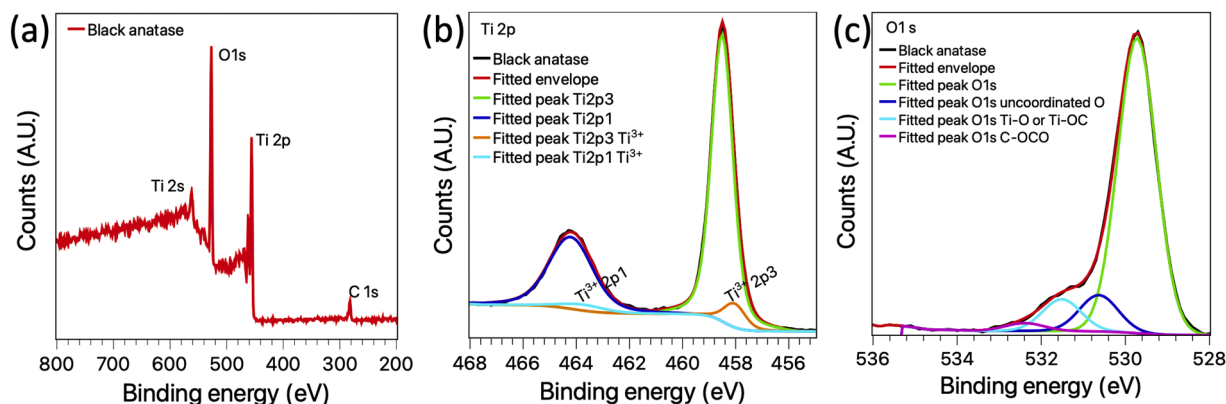 (a)
Black anatase
O1s
Ti 2p
Ti 2s
C 1s
Counts (A.U.)
800 700 600 500 400 300 200
Binding energy (eV)
(b)
Ti 2p
Black anatase
Fitted envelope
Fitted peak Ti2p3
Fitted peak Ti2p1
Fitted peak Ti2p3 Ti³⁺
Fitted peak Ti2p1 Ti³⁺
Ti³⁺ 2p1
Ti³⁺ 2p3
Counts (A.U.)
468 466 464 462 460 458 456
Binding energy (eV)
(c)
O1 s
Black anatase
Fitted envelope
Fitted peak O1s
Fitted peak O1s uncoordinated O
Fitted peak O1s Ti-O or Ti-OC
Fitted peak O1s C-OCO
Counts (A.U.)
536 534 532 530 528
Binding energy (eV)